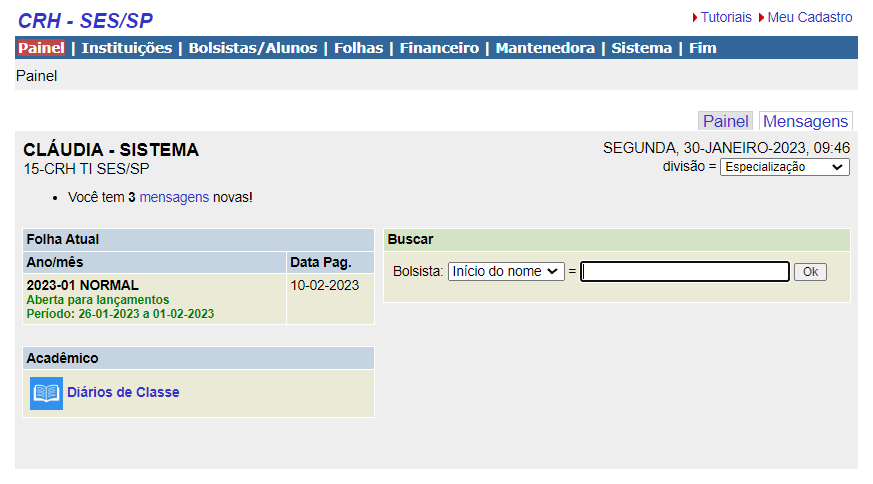 CRH - SES/SP
Tutoriais Meu Cadastro
Painel | Instituições | Bolsistas/Alunos | Folhas | Financeiro | Mantenedora | Sistema | Fim
Painel
Painel Mensagens
CLÁUDIA - SISTEMA
SEGUNDA, 30-JANEIRO-2023, 09:46
15-CRH TI SES/SP
divisão = Especialização
• Você tem 3 mensagens novas!
Folha Atual
Ano/mês Data Pag.
2023-01 NORMAL 10-02-2023
Aberta para lançamentos
Período: 26-01-2023 a 01-02-2023
Buscar
Bolsista: Início do nome = Ok
Acadêmico
Diários de Classe